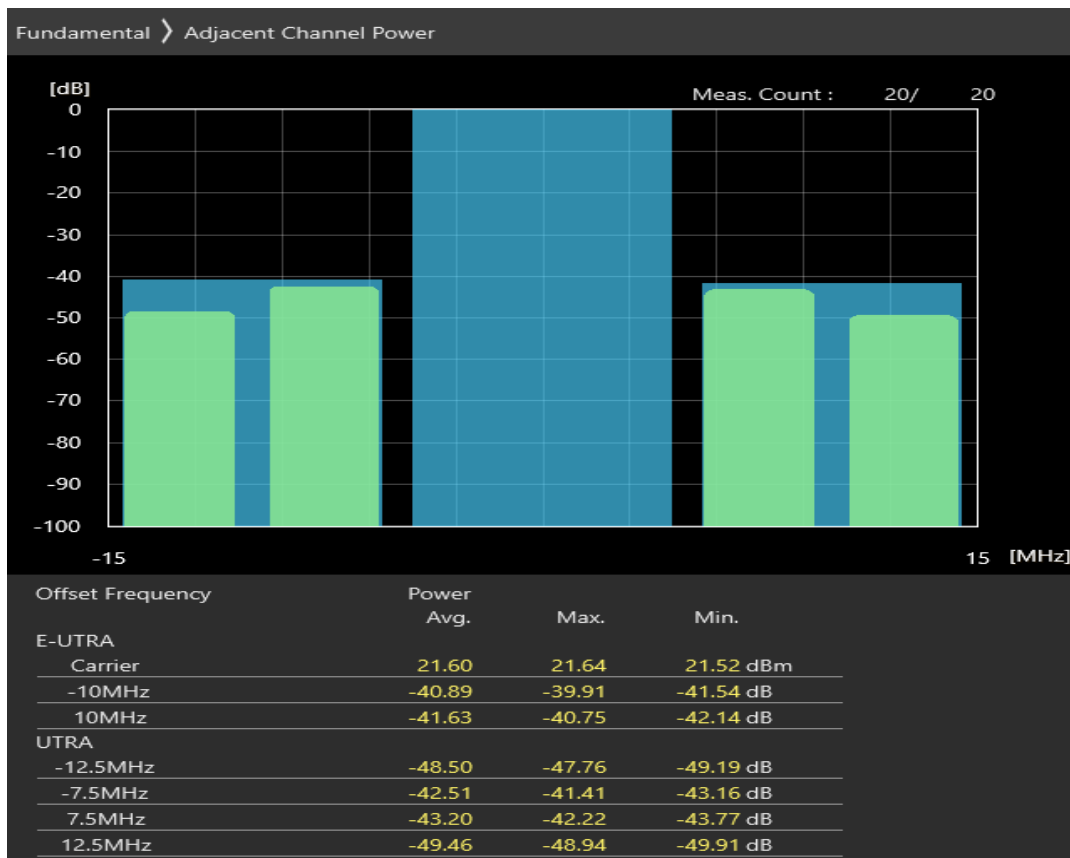 Fundamental 〉 Adjacent Channel Power
[dB]
Meas. Count : 20/ 20
0
-10
-20
-30
-40
-50
-60
-70
-80
-90
-100
-15 15 [MHz]
Offset Frequency Power
Avg. Max. Min.
E-UTRA
Carrier 21.60 21.64 21.52 dBm
-10MHz -40.89 -39.91 -41.54 dB
10MHz -41.63 -40.75 -42.14 dB
UTRA
-12.5MHz -48.50 -47.76 -49.19 dB
-7.5MHz -42.51 -41.41 -43.16 dB
7.5MHz -43.20 -42.22 -43.77 dB
12.5MHz -49.46 -48.94 -49.91 dB